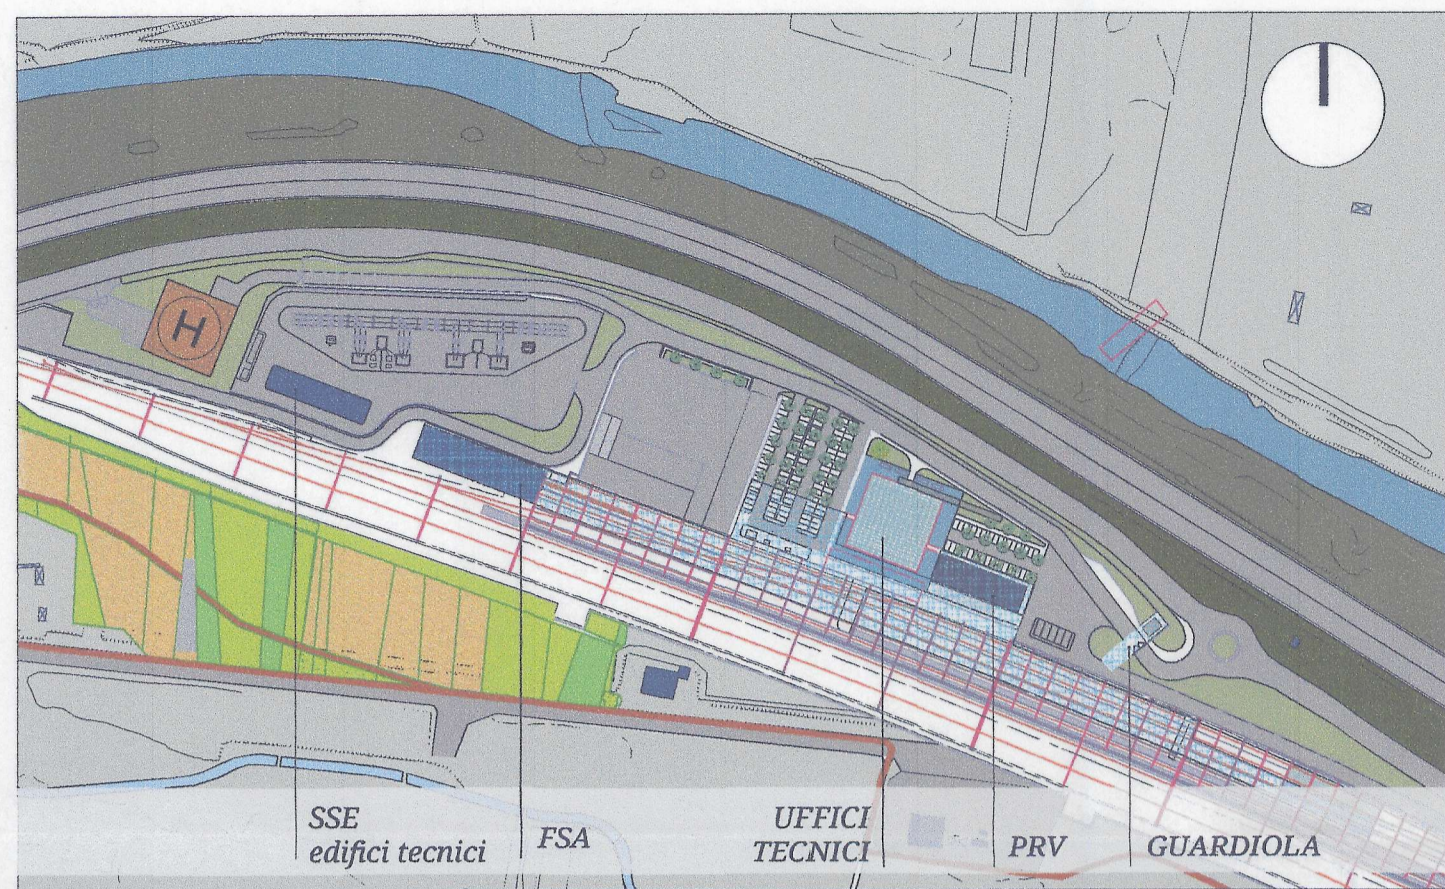 H
SSE
edifici tecnici
FSA
UFFICI
TECNICI
PRV
GUARDIOLA